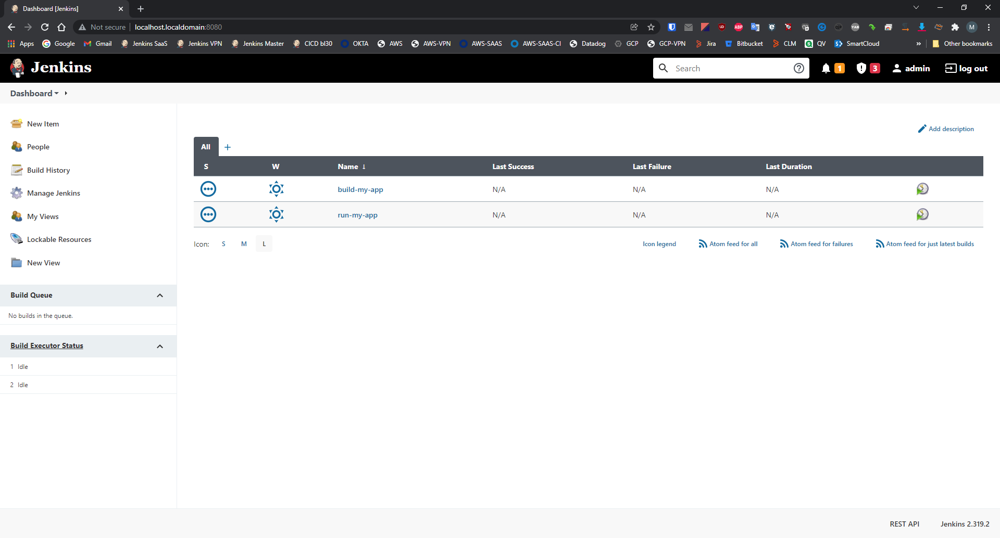 Dashboard [Jenkins]
Not secure localhost.localdomain:8080
Apps Google Gmail Jenkins SaaS Jenkins VPN Jenkins Master CICD bl30 OKTA AWS AWS-VPN AWS-SAAS AWS-SAAS-CI Datadog GCP GCP-VPN Jira Bitbucket CLM QV SmartCloud » Other bookmarks
Jenkins Search 1 3 admin log out
Dashboard
New Item
People
Build History
Manage Jenkins
My Views
Lockable Resources
New View
Build Queue
No builds in the queue.
Build Executor Status
1 Idle
2 Idle
Add description
All +
S W Name ↓ Last Success Last Failure Last Duration
build-my-app N/A N/A N/A
run-my-app N/A N/A N/A
Icon: S M L Icon legend Atom feed for all Atom feed for failures Atom feed for just latest builds
REST API Jenkins 2.319.2